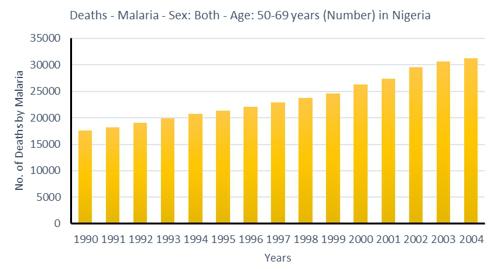 Deaths - Malaria - Sex: Both - Age: 50-69 years (Number) in Nigeria
35000
30000
25000
20000
15000
10000
5000
0
No. of Deaths by Malaria
1990 1991 1992 1993 1994 1995 1996 1997 1998 1999 2000 2001 2002 2003 2004
Years